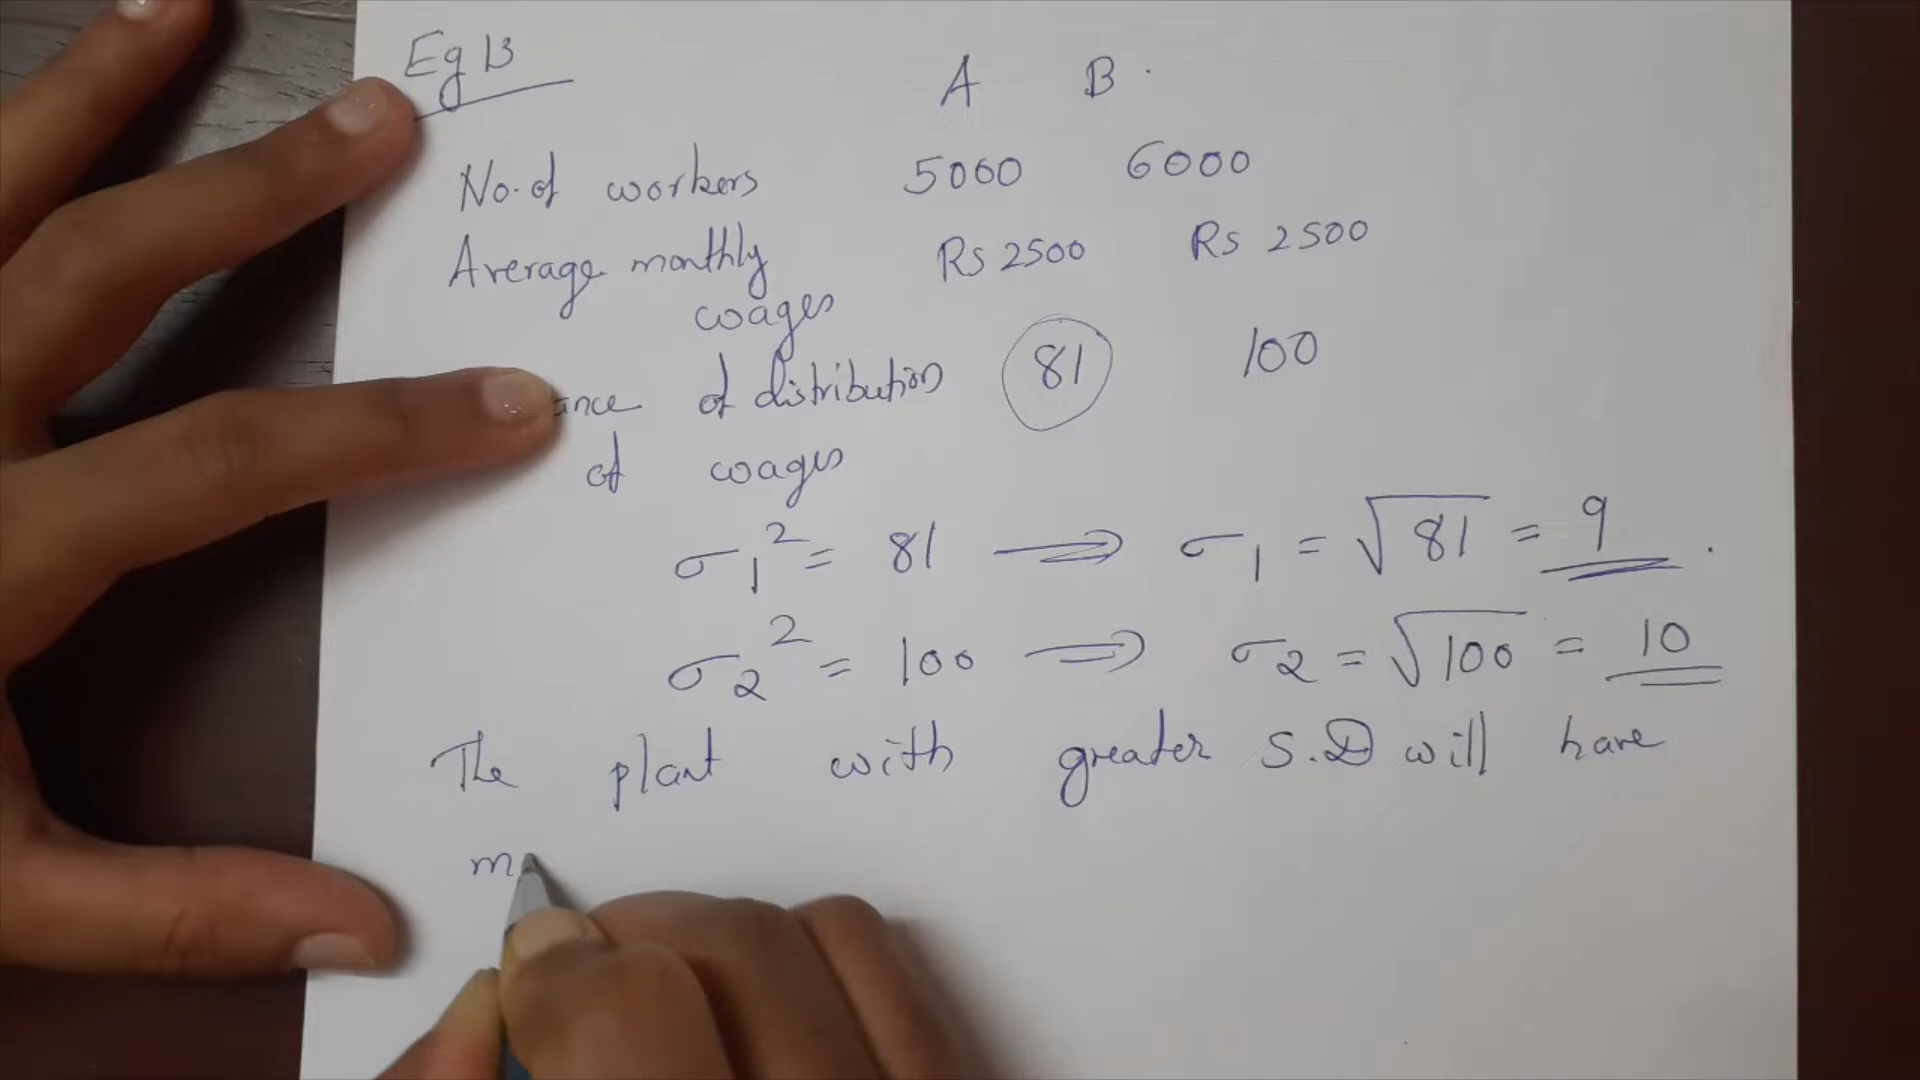 Eg 13
A B
No. of workers 5000 6000
Average monthly Rs 2500 Rs 2500
wages
ance of distribution 81 100
of wages
σ₁² = 81 ⟹ σ₁ = √81 = 9
σ₂² = 100 ⟹ σ₂ = √100 = 10
The plant with greater S.D will have
m